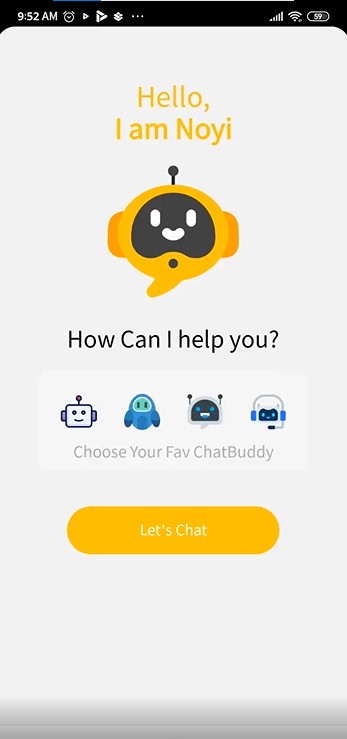 9:52 AM
59
Hello,
I am Noyi
How Can I help you?
Choose Your Fav ChatBuddy
Let's Chat